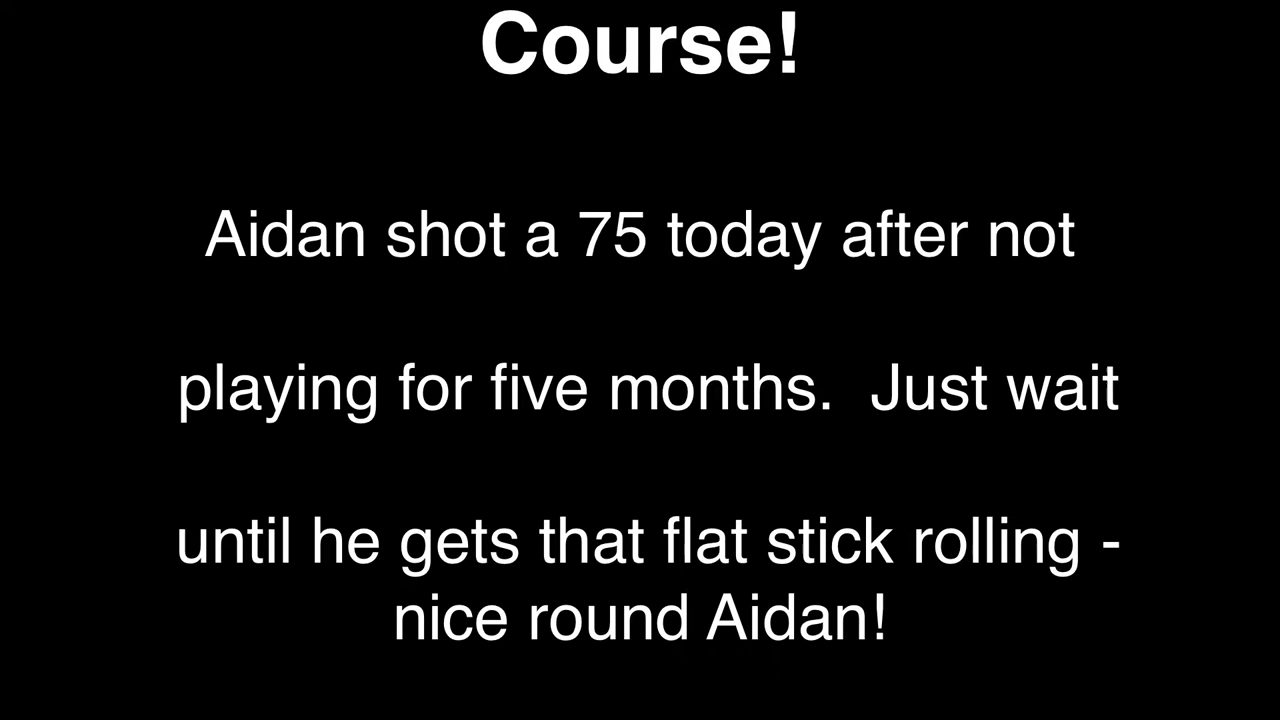 Course!
Aidan shot a 75 today after not
playing for five months.  Just wait
until he gets that flat stick rolling -
nice round Aidan!